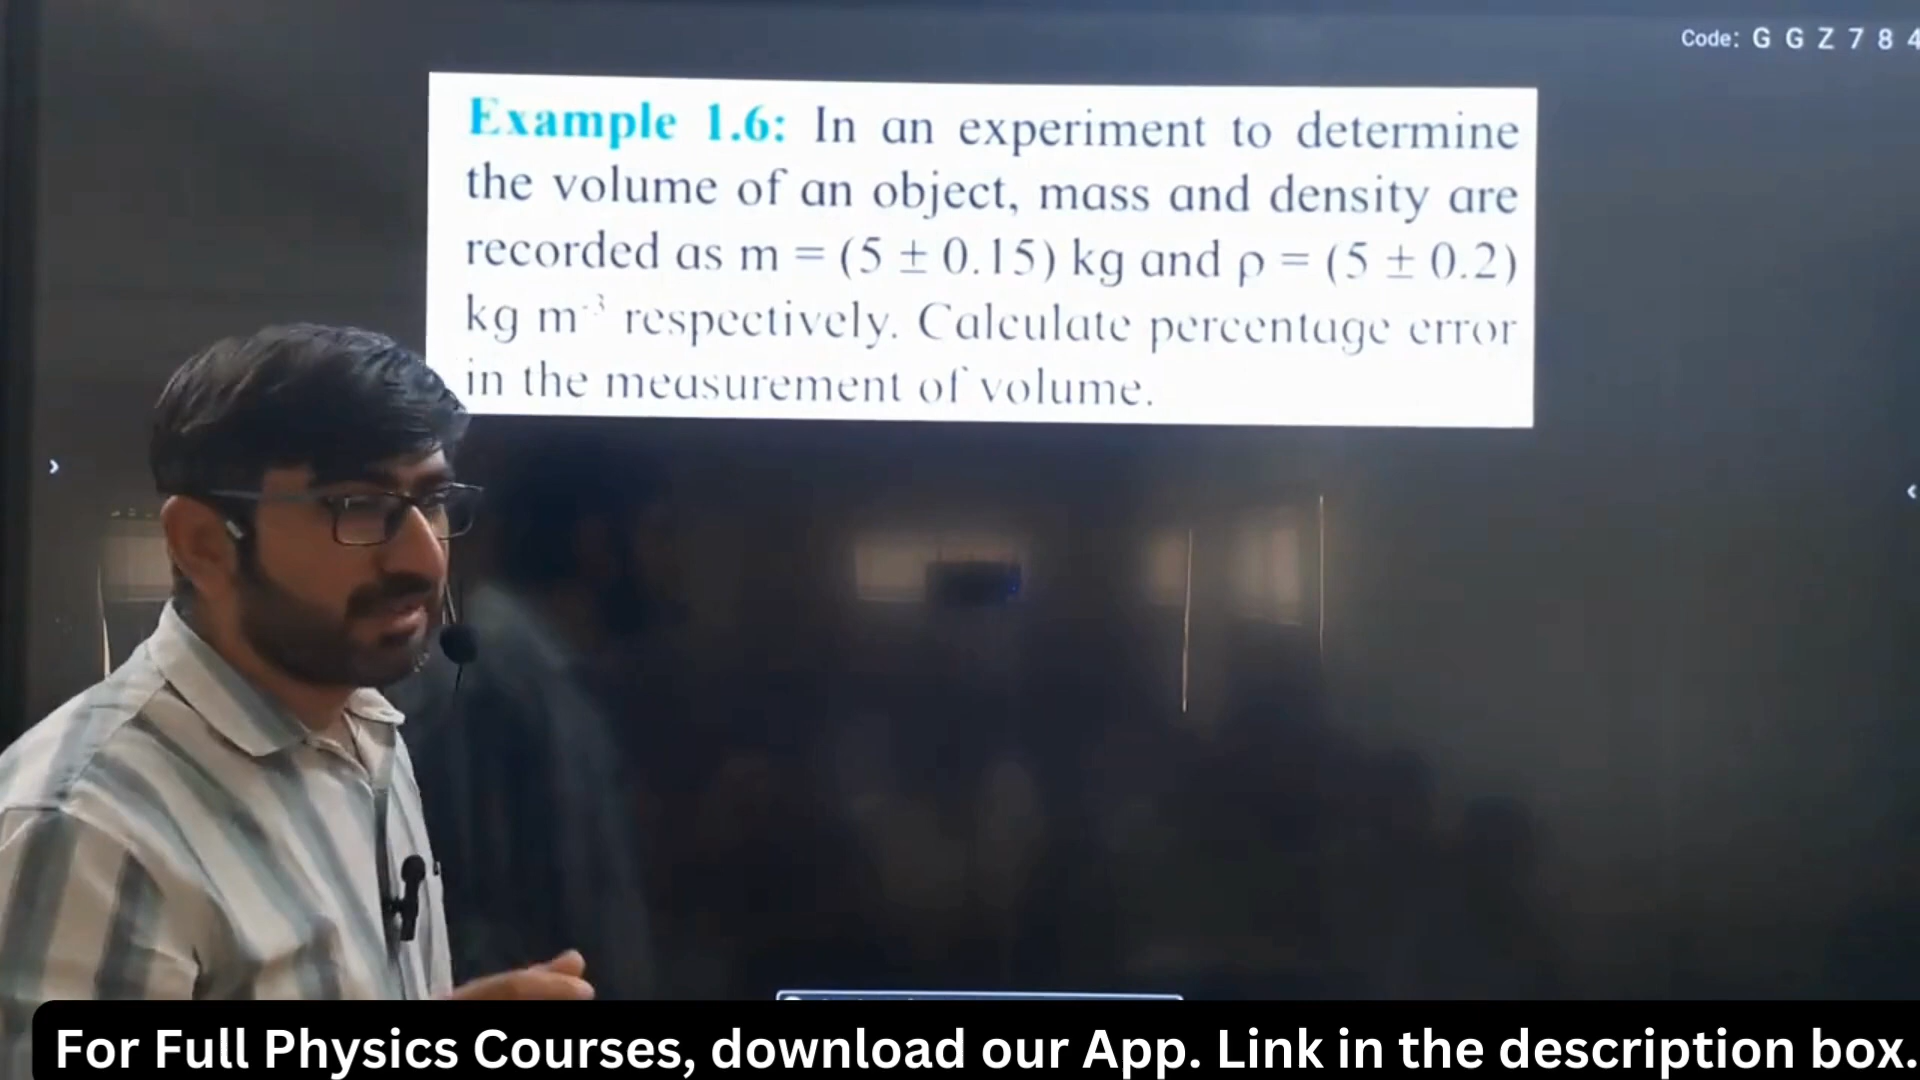 Code: G G Z 7 8 4
Example 1.6: In an experiment to determine
the volume of an object, mass and density are
recorded as m = (5 ± 0.15) kg and ρ = (5 ± 0.2)
kg m⁻³ respectively. Calculate percentage error
in the measurement of volume.
For Full Physics Courses, download our App. Link in the description box.